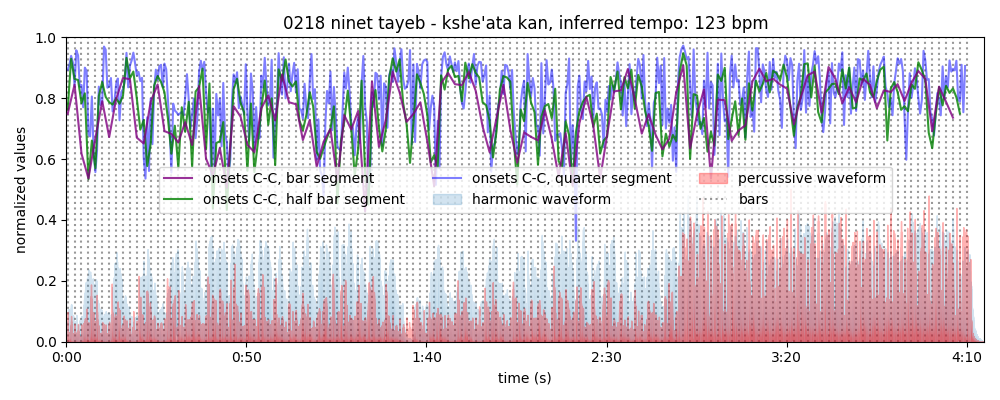 0218 ninet tayeb - kshe'ata kan, inferred tempo: 123 bpm
normalized values
1.0
0.8
0.6
0.4
0.2
0.0
onsets C-C, bar segment
onsets C-C, half bar segment
onsets C-C, quarter segment
harmonic waveform
percussive waveform
bars
0:00 0:50 1:40 2:30 3:20 4:10
time (s)